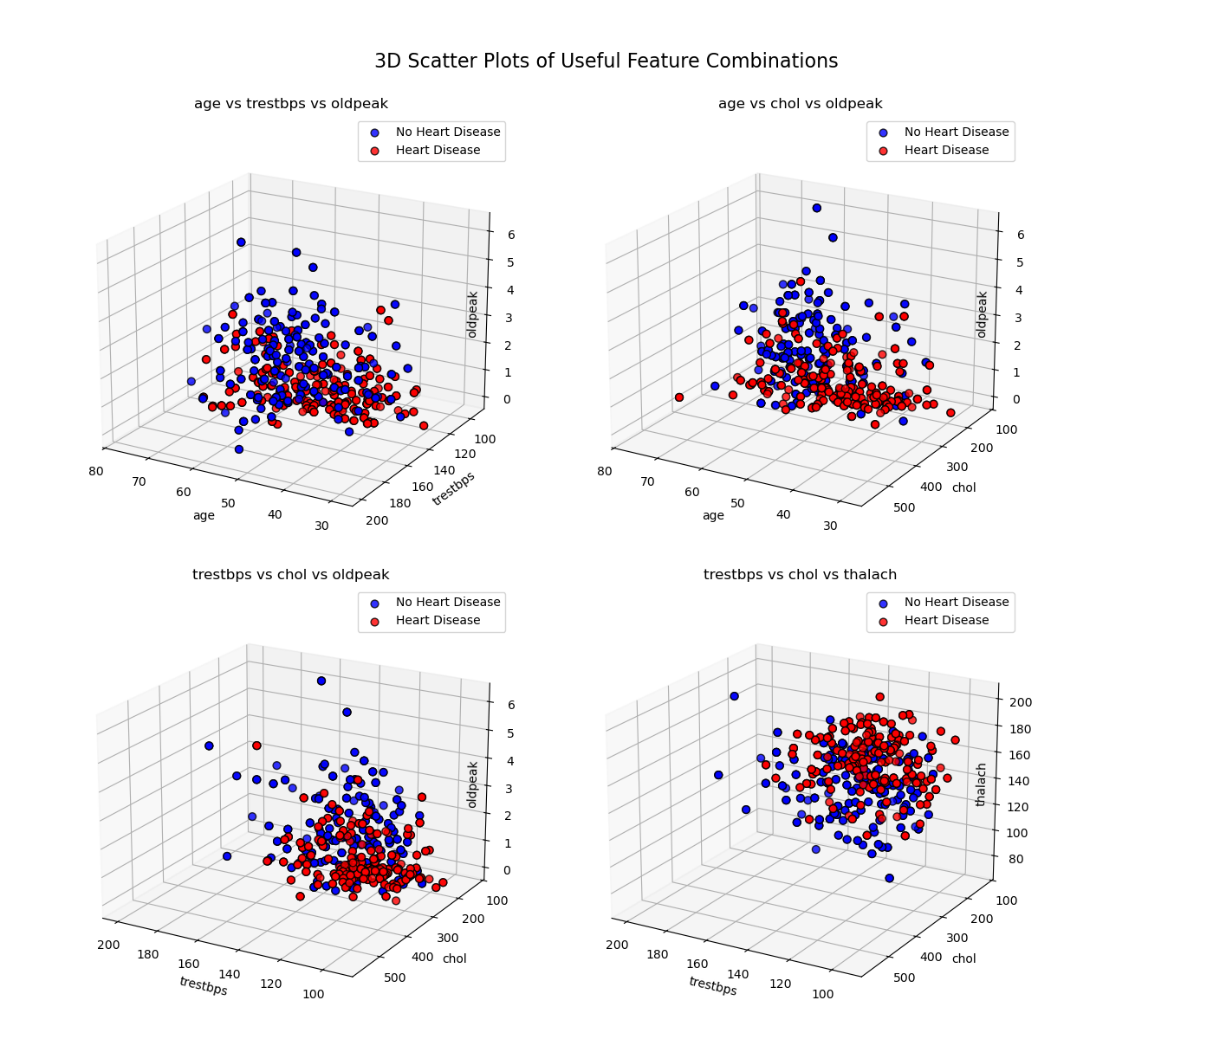 3D Scatter Plots of Useful Feature Combinations
age vs trestbps vs oldpeak
No Heart Disease
Heart Disease
6
5
4
3
2
1
0
oldpeak
100
120
140
160
180
200
trestbps
80
70
60
50
40
30
age
age vs chol vs oldpeak
No Heart Disease
Heart Disease
6
5
4
3
2
1
0
oldpeak
100
200
300
400
500
chol
80
70
60
50
40
30
age
trestbps vs chol vs oldpeak
No Heart Disease
Heart Disease
6
5
4
3
2
1
0
oldpeak
100
200
300
400
500
chol
200
180
160
140
120
100
trestbps
trestbps vs chol vs thalach
No Heart Disease
Heart Disease
200
180
160
140
120
100
80
thalach
100
200
300
400
500
chol
200
180
160
140
120
100
trestbps